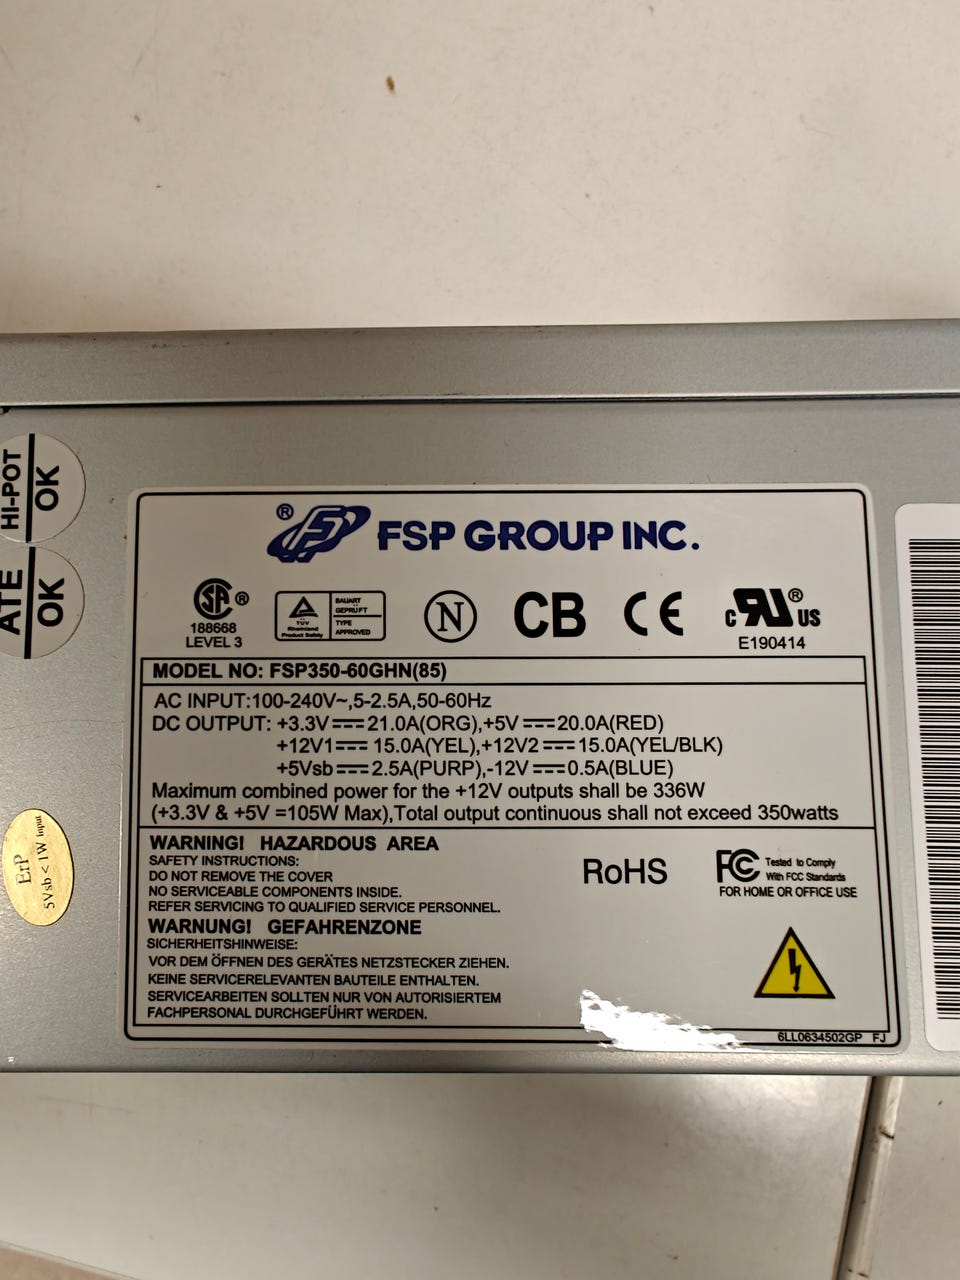 HI-POT
OK
ATE
OK
ErP
5Vsb < 1W Input
® FSP GROUP INC.
SA ®
188668
LEVEL 3
TÜV
Rheinland
Product Safety
BAUART
GEPRÜFT
TYPE
APPROVED
N
CB
CE
c RU ® US
E190414
MODEL NO: FSP350-60GHN(85)
AC INPUT:100-240V~,5-2.5A,50-60Hz
DC OUTPUT: +3.3V⎓21.0A(ORG),+5V⎓20.0A(RED)
+12V1⎓15.0A(YEL),+12V2⎓15.0A(YEL/BLK)
+5Vsb⎓2.5A(PURP),-12V⎓0.5A(BLUE)
Maximum combined power for the +12V outputs shall be 336W
(+3.3V & +5V =105W Max),Total output continuous shall not exceed 350watts
WARNING! HAZARDOUS AREA
SAFETY INSTRUCTIONS:
DO NOT REMOVE THE COVER
NO SERVICEABLE COMPONENTS INSIDE.
REFER SERVICING TO QUALIFIED SERVICE PERSONNEL.
WARNUNG! GEFAHRENZONE
SICHERHEITSHINWEISE:
VOR DEM ÖFFNEN DES GERÄTES NETZSTECKER ZIEHEN.
KEINE SERVICERELEVANTEN BAUTEILE ENTHALTEN.
SERVICEARBEITEN SOLLTEN NUR VON AUTORISIERTEM
FACHPERSONAL DURCHGEFÜHRT WERDEN.
RoHS
FC Tested to Comply
With FCC Standards
FOR HOME OR OFFICE USE
6LL0634502GP FJ